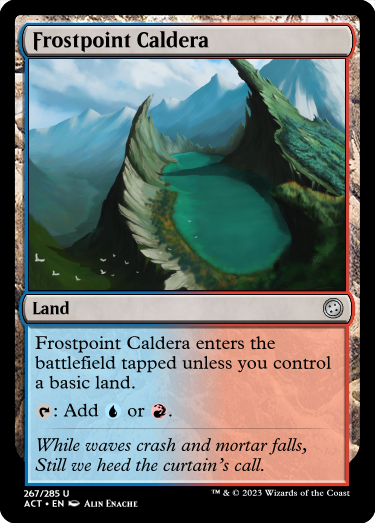 Frostpoint Caldera
Land
Frostpoint Caldera enters the
battlefield tapped unless you control
a basic land.
: Add or .
While waves crash and mortar falls,
Still we heed the curtain's call.
267/285 U
ACT • EN Alin Enache
™ & © 2023 Wizards of the Coast